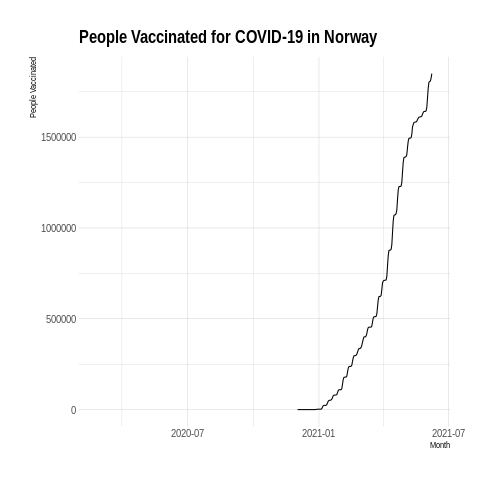 People Vaccinated for COVID-19 in Norway
People Vaccinated
1500000
1000000
500000
0
2020-07
2021-01
2021-07
Month